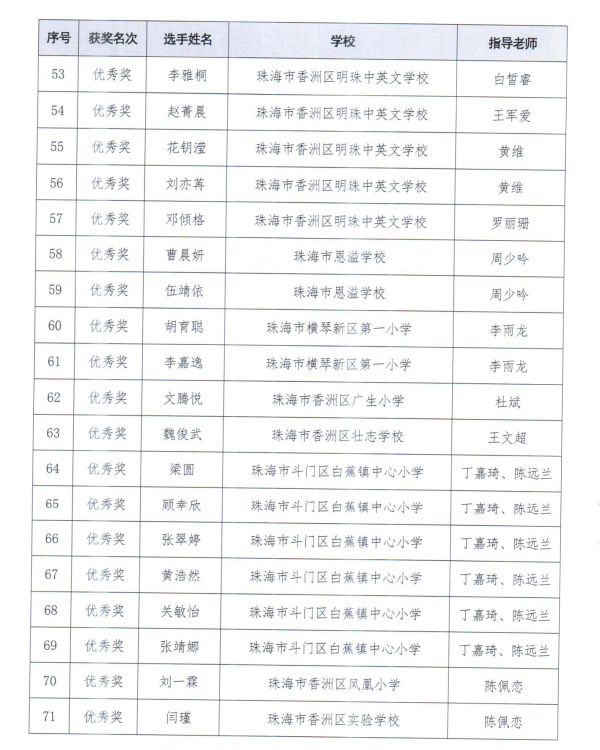 序号 获奖名次 选手姓名 学校 指导老师
53 优秀奖 李雅桐 珠海市香洲区明珠中英文学校 白皙睿
54 优秀奖 赵菁晨 珠海市香洲区明珠中英文学校 王军爱
55 优秀奖 花钥滢 珠海市香洲区明珠中英文学校 黄维
56 优秀奖 刘亦苒 珠海市香洲区明珠中英文学校 黄维
57 优秀奖 邓倾格 珠海市香洲区明珠中英文学校 罗丽珊
58 优秀奖 曹晨妍 珠海市恩溢学校 周少吟
59 优秀奖 伍靖依 珠海市恩溢学校 周少吟
60 优秀奖 胡育聪 珠海市横琴新区第一小学 李雨龙
61 优秀奖 李嘉逸 珠海市横琴新区第一小学 李雨龙
62 优秀奖 文腾悦 珠海市香洲区广生小学 杜斌
63 优秀奖 魏俊武 珠海市香洲区壮志学校 王文超
64 优秀奖 梁圆 珠海市斗门区白蕉镇中心小学 丁嘉琦、陈远兰
65 优秀奖 顾幸欣 珠海市斗门区白蕉镇中心小学 丁嘉琦、陈远兰
66 优秀奖 张翠婷 珠海市斗门区白蕉镇中心小学 丁嘉琦、陈远兰
67 优秀奖 黄浩然 珠海市斗门区白蕉镇中心小学 丁嘉琦、陈远兰
68 优秀奖 关敏怡 珠海市斗门区白蕉镇中心小学 丁嘉琦、陈远兰
69 优秀奖 张靖娜 珠海市斗门区白蕉镇中心小学 丁嘉琦、陈远兰
70 优秀奖 刘一霖 珠海市香洲区凤凰小学 陈佩恋
71 优秀奖 闫瑾 珠海市香洲区实验学校 陈佩恋